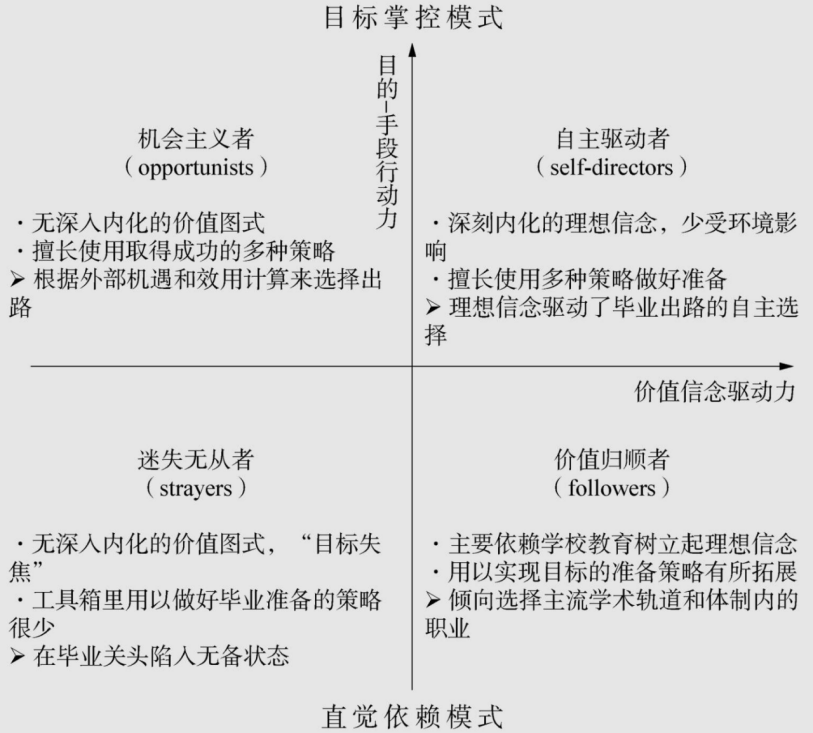 目标掌控模式
目的-手段行动力
机会主义者
（opportunists）
· 无深入内化的价值图式
· 擅长使用取得成功的多种策略
➢ 根据外部机遇和效用计算来选择出
路
自主驱动者
（self-directors）
· 深刻内化的理想信念，少受环境影
响
· 擅长使用多种策略做好准备
➢ 理想信念驱动了毕业出路的自主选
择
价值信念驱动力
迷失无从者
（strayers）
· 无深入内化的价值图式，“目标失
焦”
· 工具箱里用以做好毕业准备的策略
很少
➢ 在毕业关头陷入无备状态
价值归顺者
（followers）
· 主要依赖学校教育树立起理想信念
· 用以实现目标的准备策略有所拓展
➢ 倾向选择主流学术轨道和体制内的
职业
直觉依赖模式